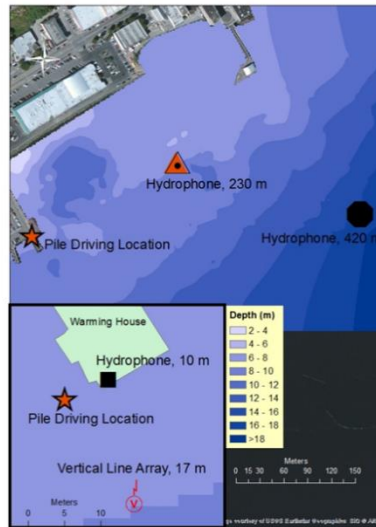 Hydrophone, 230 m
Hydrophone, 420 m
Pile Driving Location
Warming House
Hydrophone, 10 m
Pile Driving Location
Vertical Line Array, 17 m
V
Meters
0 5 10
Depth (m)
2 - 4
4 - 6
6 - 8
8 - 10
10 - 12
12 - 14
14 - 16
16 - 18
>18
Meters
0 15 30 60 90 120 150
courtesy of